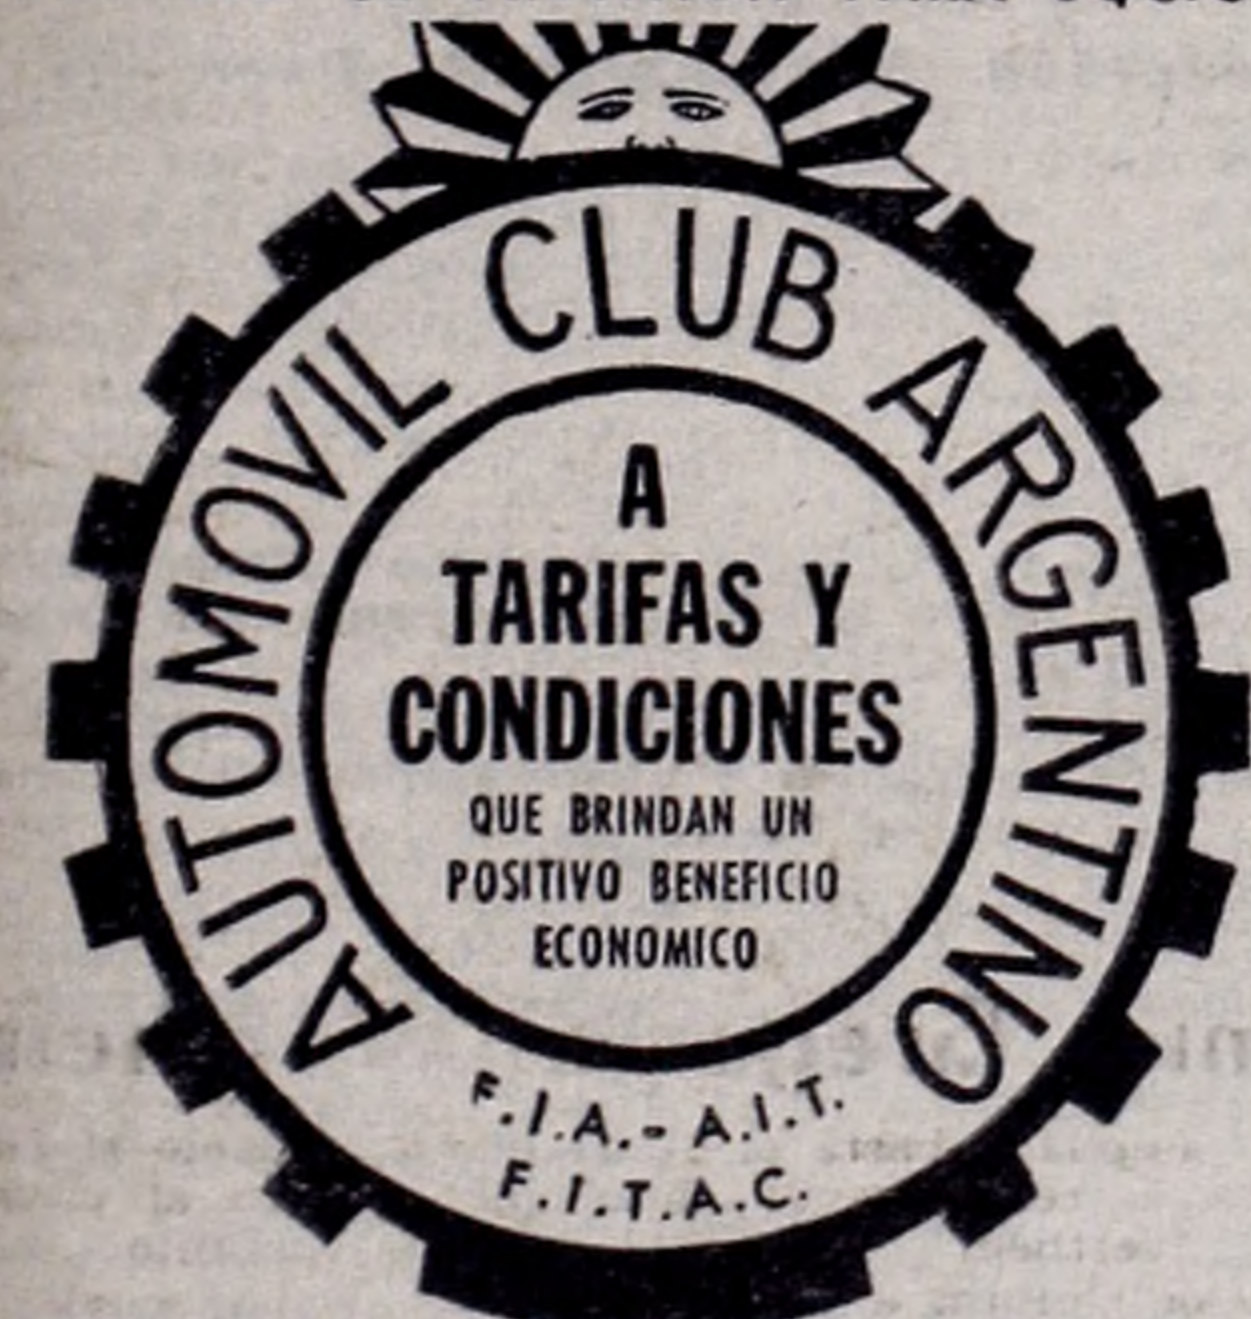 AUTOMOVIL CLUB ARGENTINO
A
TARIFAS Y
CONDICIONES
QUE BRINDAN UN
POSITIVO BENEFICIO
ECONOMICO
F.I.A.- A.I.T.
F.I.T.A.C.